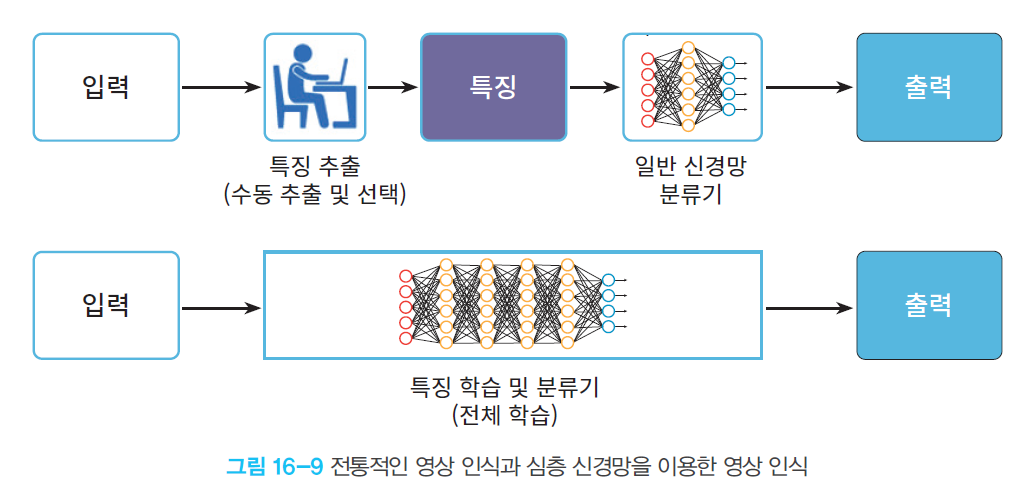 입력
특징
출력
특징 추출
(수동 추출 및 선택)
일반 신경망
분류기
입력
출력
특징 학습 및 분류기
(전체 학습)
그림 16-9 전통적인 영상 인식과 심층 신경망을 이용한 영상 인식